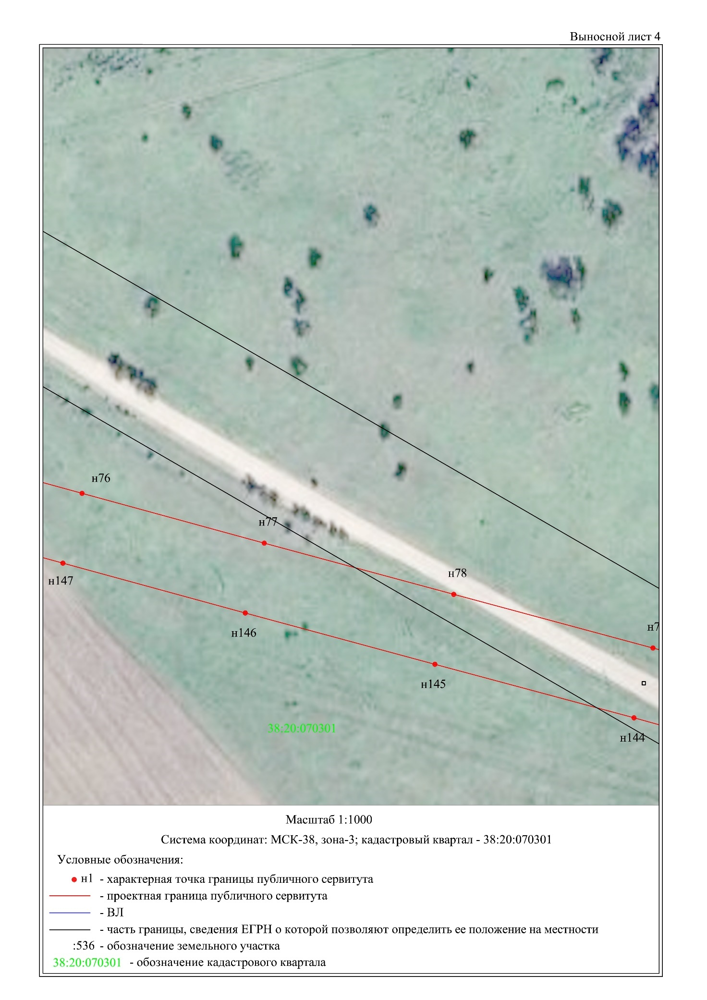 Выносной лист 4
н76
н77
н78
н147
н7
н146
н145
38:20:070301
н144
Масштаб 1:1000
Система координат: МСК-38, зона-3; кадастровый квартал - 38:20:070301
Условные обозначения:
н1 - характерная точка границы публичного сервитута
- проектная граница публичного сервитута
- ВЛ
- часть границы, сведения ЕГРН о которой позволяют определить ее положение на местности
:536 - обозначение земельного участка
38:20:070301 - обозначение кадастрового квартала